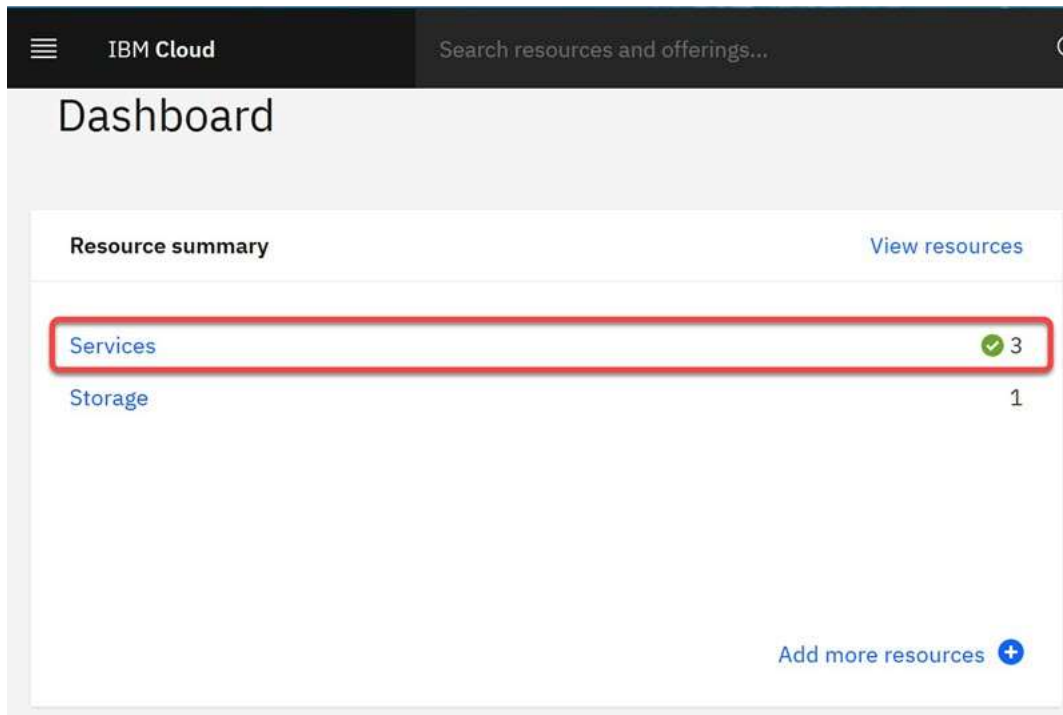 IBM Cloud Search resources and offerings...
Dashboard
Resource summary View resources
Services 3
Storage 1
Add more resources